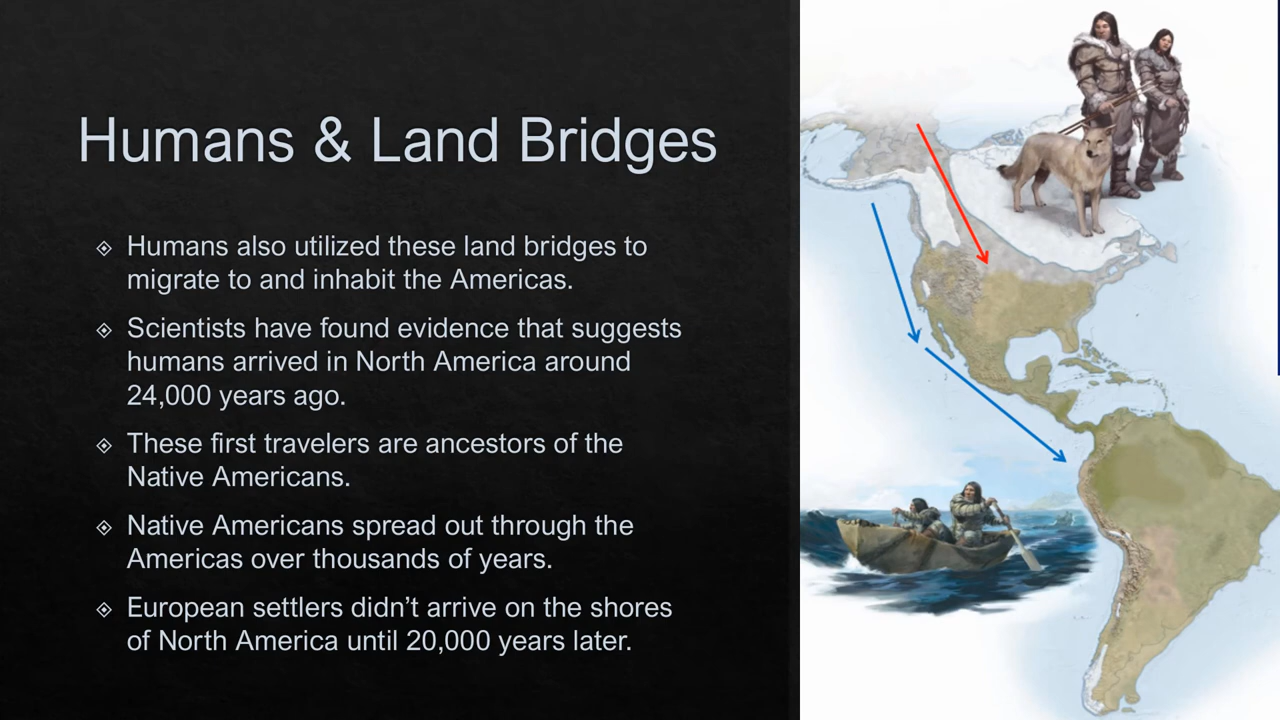 Humans & Land Bridges
Humans also utilized these land bridges to
migrate to and inhabit the Americas.
Scientists have found evidence that suggests
humans arrived in North America around
24,000 years ago.
These first travelers are ancestors of the
Native Americans.
Native Americans spread out through the
Americas over thousands of years.
European settlers didn’t arrive on the shores
of North America until 20,000 years later.